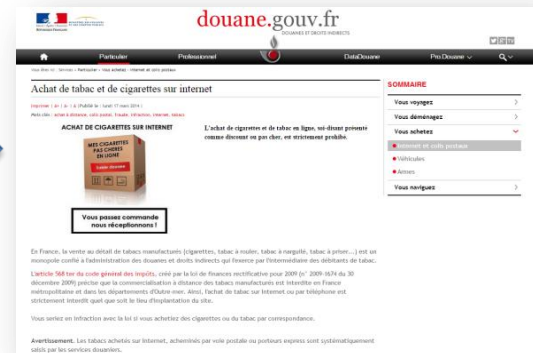 douane.gouv.fr
DOUANES ET DROITS INDIRECTS
Particulier
Professionnel
DataDouane
Pro.Douane
Achat de tabac et de cigarettes sur internet
ACHAT DE CIGARETTES SUR INTERNET
MES CIGARETTES
PAS CHERES
EN LIGNE
Vous passez commande
nous réceptionnons !
L'achat de cigarettes et de tabac en ligne, soi-disant présenté
comme discount ou pas cher, est strictement prohibé.
En France, la vente au détail de tabacs manufacturés (cigarettes, tabac à rouler, tabac à narguilé, tabac à priser...) est un
monopole confié à l'administration des douanes et droits indirects qui l'exerce par l'intermédiaire des débitants de tabac.
L'article 568 ter du code général des impôts, créé par la loi de finances rectificative pour 2009 (n° 2009-1674 du 30
décembre 2009) précise que la commercialisation à distance des tabacs manufacturés est interdite en France
métropolitaine et dans les départements d'Outre-mer. Ainsi, l'achat de tabac sur Internet ou par téléphone est
strictement interdit quel que soit le lieu d'implantation du site.
Vous seriez en infraction avec la loi si vous achetiez des cigarettes ou du tabac par correspondance.
Avertissement. Les tabacs achetés sur Internet, acheminés par voie postale ou porteurs express sont systématiquement
saisis par les services douaniers.
SOMMAIRE
Vous voyagez
Vous déménagez
Vous achetez
Internet et colis postaux
Véhicules
Armes
Vous naviguez